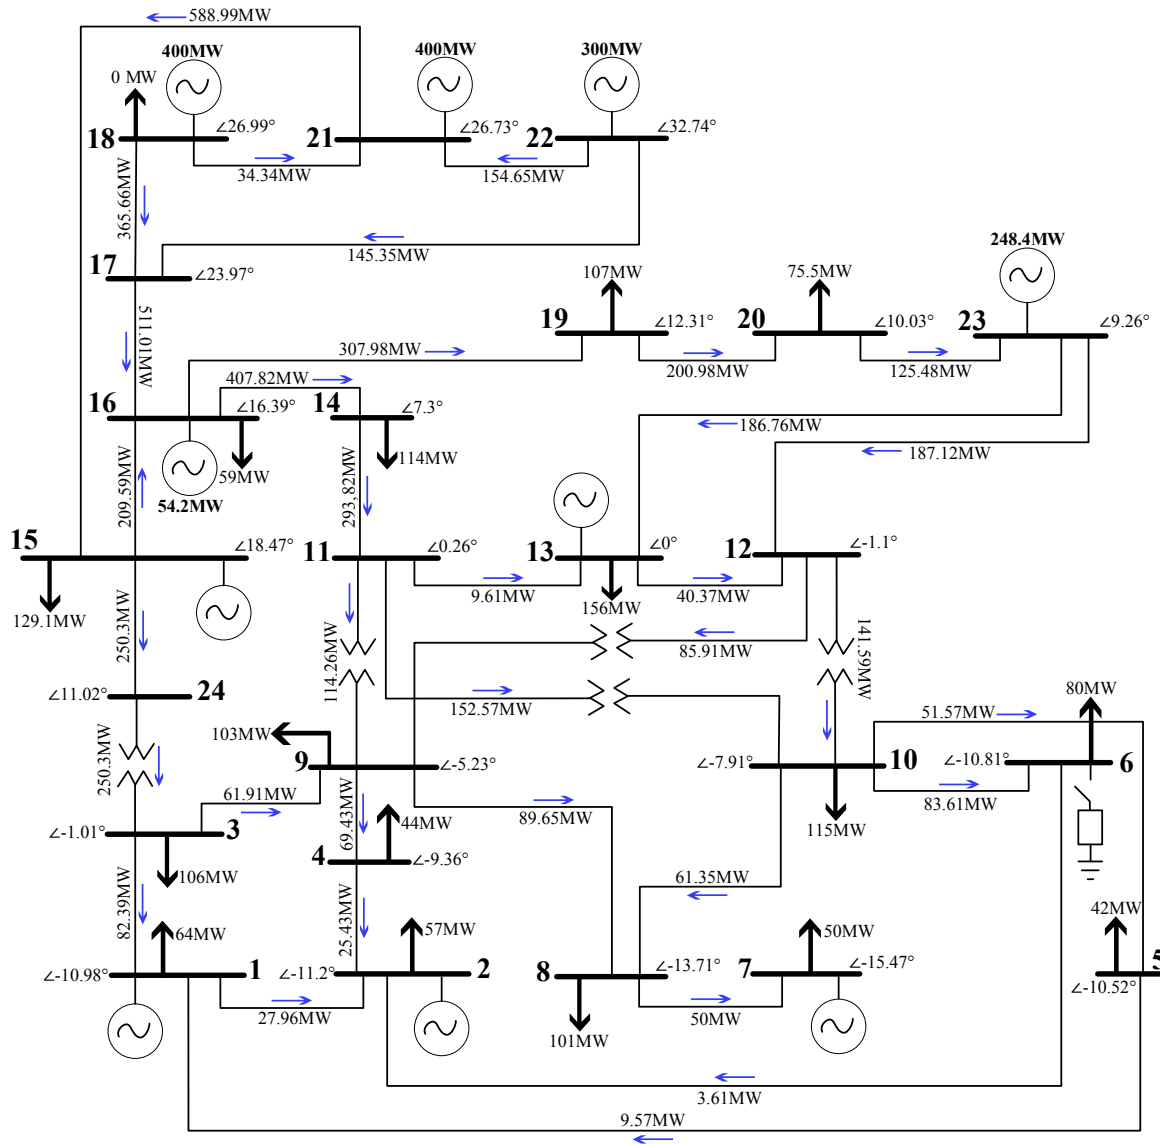 588.99MW
400MW
400MW
300MW
0 MW
18
∠26.99°
21
∠26.73°
22
∠32.74°
34.34MW
154.65MW
365.66MW
145.35MW
17
∠23.97°
248.4MW
107MW
75.5MW
19
∠12.31°
20
∠10.03°
23
∠9.26°
511.01MW
307.98MW
200.98MW
125.48MW
407.82MW
16
∠16.39°
14
∠7.3°
186.76MW
187.12MW
59MW
114MW
54.2MW
209.59MW
293,82MW
15
∠18.47°
11
∠0.26°
13
∠0°
12
∠-1.1°
9.61MW
40.37MW
129.1MW
156MW
250.3MW
114.26MW
85.91MW
141.59MW
∠11.02°
24
152.57MW
80MW
51.57MW
103MW
250.3MW
9
∠-5.23°
∠-7.91°
10
∠-10.81°
6
61.91MW
83.61MW
89.65MW
∠-1.01°
3
69.43MW
44MW
115MW
4
∠-9.36°
106MW
61.35MW
82.39MW
64MW
25.43MW
57MW
50MW
42MW
∠-10.98°
1
∠-11.2°
2
8
∠-13.71°
7
∠-15.47°
5
∠-10.52°
27.96MW
50MW
101MW
3.61MW
9.57MW